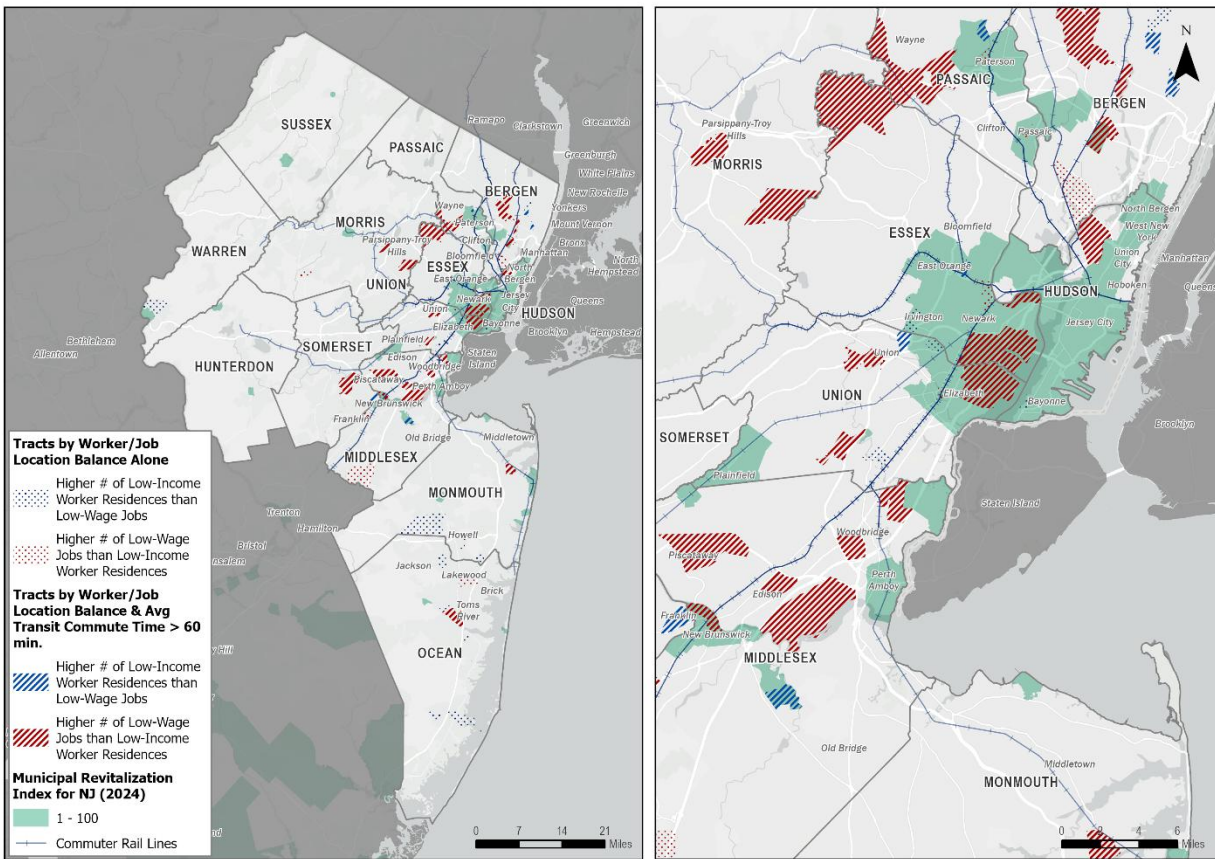 SUSSEX
PASSAIC
BERGEN
WARREN
MORRIS
ESSEX
UNION
HUDSON
SOMERSET
HUNTERDON
MIDDLESEX
MONMOUTH
OCEAN
Ramapo
Clarkstown
Greenwich
Greenburgh
White Plains
New Rochelle
Yonkers
Mount Vernon
Bronx
Manhattan
North
Hempstead
Queens
Hempstead
Brooklyn
Staten
Island
Wayne
Paterson
Clifton
Parsippany-Troy
Hills
Bloomfield
East Orange
North
Bergen
Newark
Jersey
City
Union
Elizabeth
Bayonne
Plainfield
Edison
Woodbridge
Piscataway
Perth Amboy
New Brunswick
Franklin
Old Bridge
Middletown
Bethlehem
Allentown
Trenton
Hamilton
Bristol
Howell
Jackson
Lakewood
Brick
Toms
River
Tracts by Worker/Job
Location Balance Alone
Higher # of Low-Income
Worker Residences than
Low-Wage Jobs
Higher # of Low-Wage
Jobs than Low-Income
Worker Residences
Tracts by Worker/Job
Location Balance & Avg
Transit Commute Time > 60
min.
Higher # of Low-Income
Worker Residences than
Low-Wage Jobs
Higher # of Low-Wage
Jobs than Low-Income
Worker Residences
Municipal Revitalization
Index for NJ (2024)
1 - 100
Commuter Rail Lines
0 7 14 21
Miles
N
Wayne
Paterson
PASSAIC
BERGEN
Parsippany-Troy
Hills
Clifton
Passaic
MORRIS
ESSEX
Bloomfield
North Bergen
West New
York
Union
City
Manhattan
East Orange
HUDSON
Hoboken
Queens
Irvington
Newark
Jersey City
Union
UNION
Elizabeth
Bayonne
Brooklyn
SOMERSET
Plainfield
Staten Island
Woodbridge
Piscataway
Edison
Perth
Amboy
Franklin
New Brunswick
MIDDLESEX
Old Bridge
Middletown
MONMOUTH
0 2 4 6
Miles